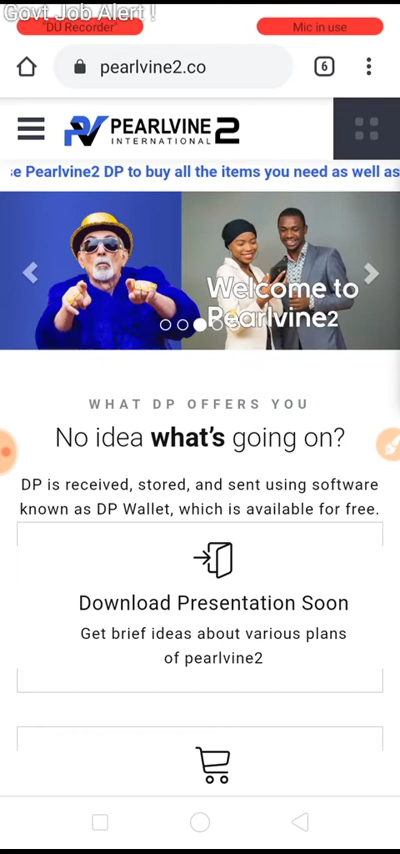 Govt Job Alert !
"DU Recorder"
Mic in use
pearlvine2.co
6
PV PEARLVINE 2
INTERNATIONAL
e Pearlvine2 DP to buy all the items you need as well as
Welcome to
Pearlvine2
WHAT DP OFFERS YOU
No idea what's going on?
DP is received, stored, and sent using software
known as DP Wallet, which is available for free.
Download Presentation Soon
Get brief ideas about various plans
of pearlvine2